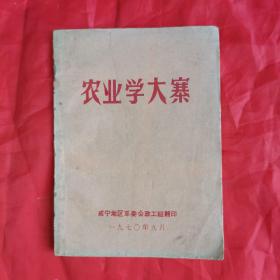 农业学大寨
咸宁地区革委会政工组翻印
一九七〇年九月